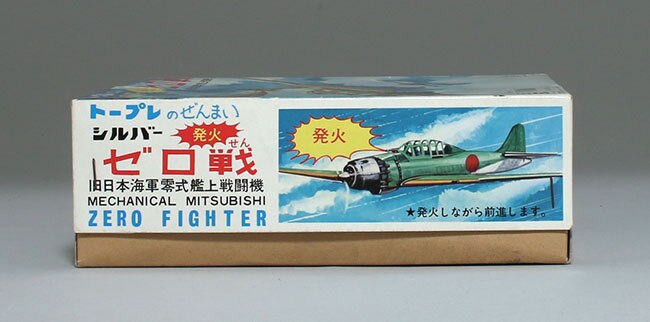 トープレのぜんまい
シルバー 発火
ゼロ戦
せん
旧日本海軍零式艦上戦闘機
MECHANICAL MITSUBISHI
ZERO FIGHTER
発火
★発火しながら前進します。